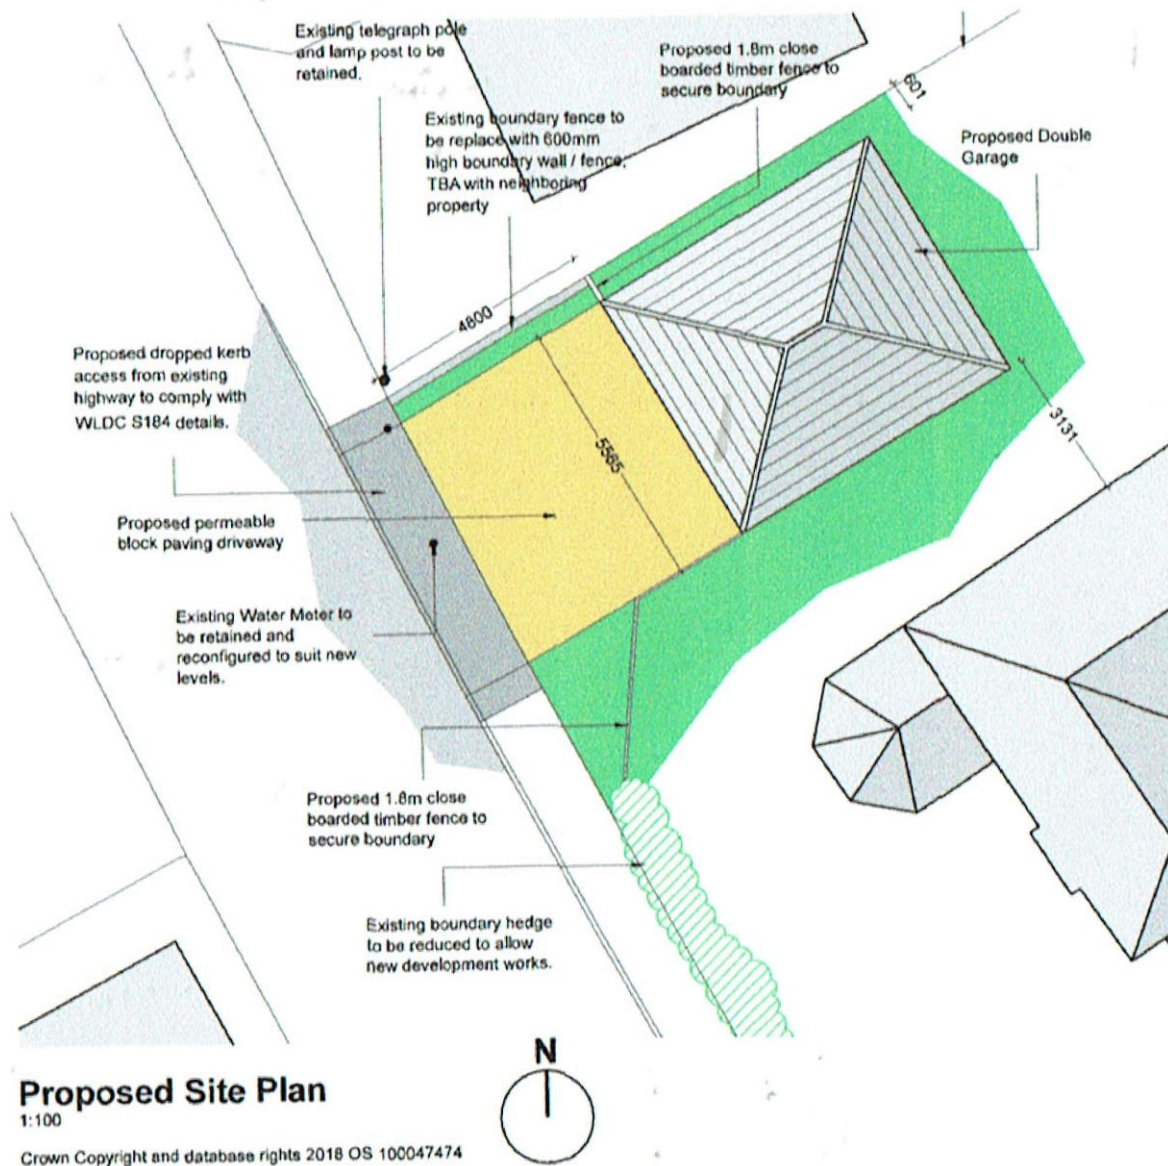 Existing telegraph pole
and lamp post to be
retained.
Proposed 1.8m close
boarded timber fence to
secure boundary
601
Existing boundary fence to
be replace with 600mm
high boundary wall / fence,
TBA with neighboring
property
Proposed Double
Garage
4800
Proposed dropped kerb
access from existing
highway to comply with
WLDC S184 details.
5565
3131
Proposed permeable
block paving driveway
Existing Water Meter to
be retained and
reconfigured to suit new
levels.
Proposed 1.8m close
boarded timber fence to
secure boundary
Existing boundary hedge
to be reduced to allow
new development works.
N
Proposed Site Plan
1:100
Crown Copyright and database rights 2018 OS 100047474